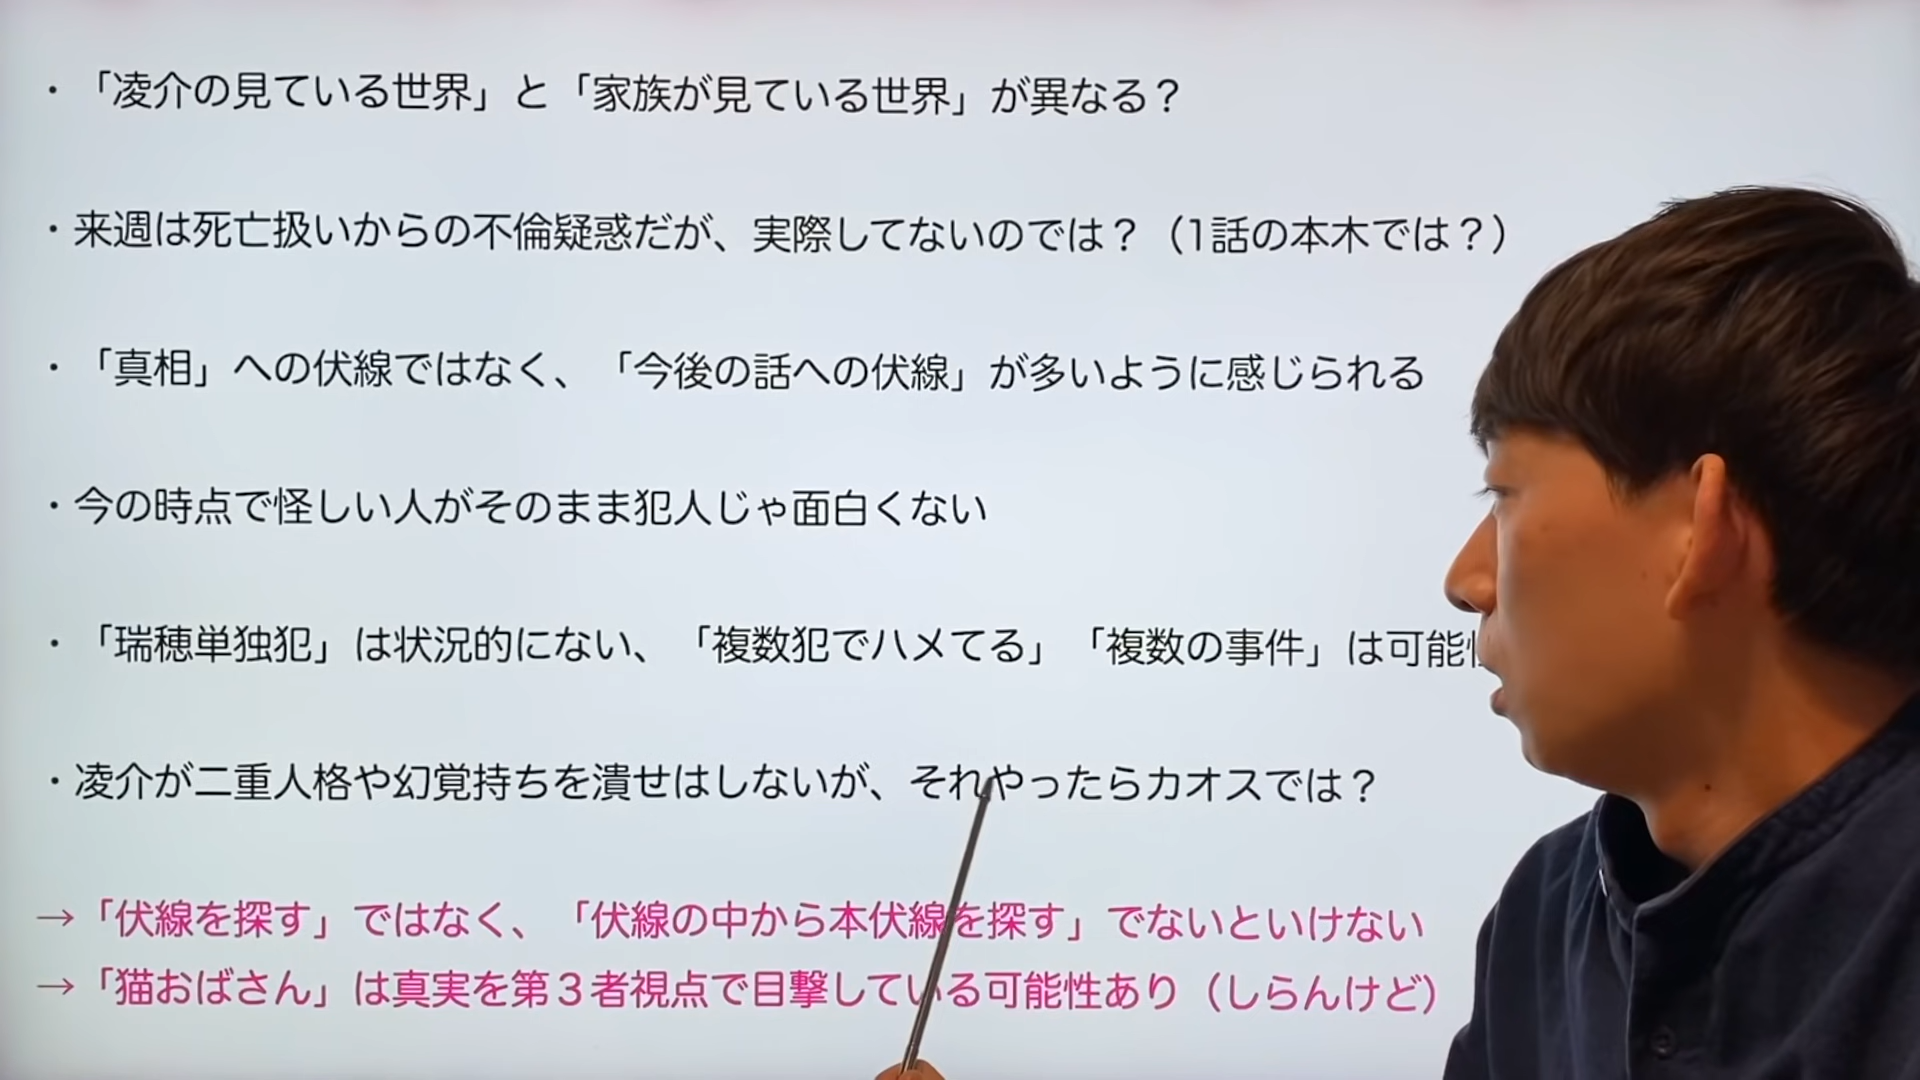 ・「凌介の見ている世界」と「家族が見ている世界」が異なる？
・来週は死亡扱いからの不倫疑惑だが、実際してないのでは？（1話の本木では？）
・「真相」への伏線ではなく、「今後の話への伏線」が多いように感じられる
・今の時点で怪しい人がそのまま犯人じゃ面白くない
・「瑞穂単独犯」は状況的にない、「複数犯でハメてる」「複数の事件」は可能
・凌介が二重人格や幻覚持ちを潰せはしないが、それやったらカオスでは？
→「伏線を探す」ではなく、「伏線の中から本伏線を探す」でないといけない
→「猫おばさん」は真実を第３者視点で目撃している可能性あり（しらんけど）